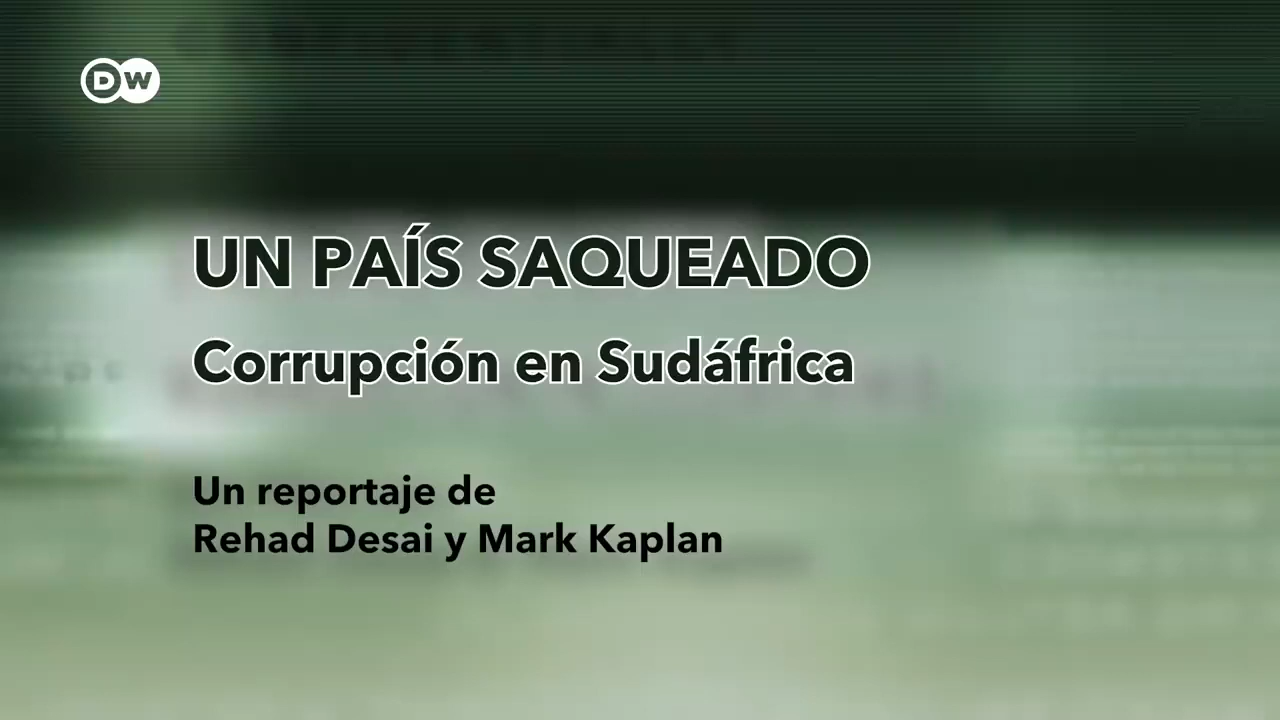 DW
UN PAÍS SAQUEADO
Corrupción en Sudáfrica
Un reportaje de
Rehad Desai y Mark Kaplan